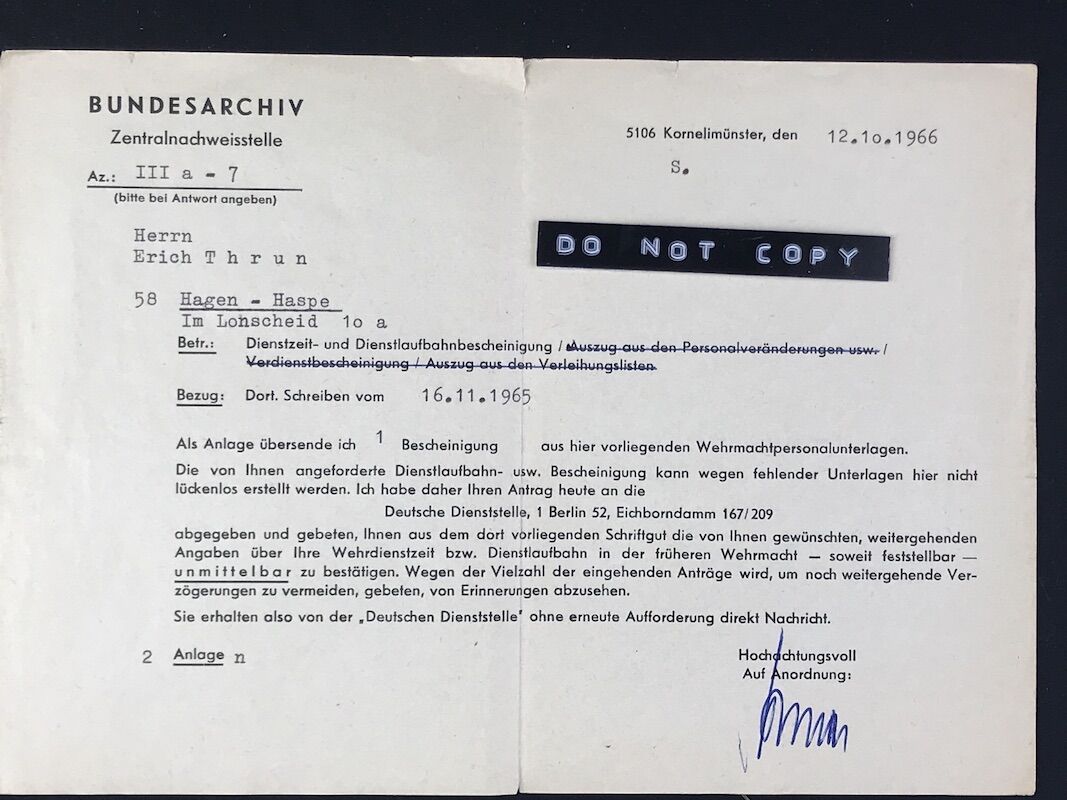 BUNDESARCHIV
Zentralnachweisstelle
Az.: III a - 7
(bitte bei Antwort angeben)
5106 Kornelimünster, den 12.1o.1966
S.
DO NOT COPY
Herrn
Erich T h r u n
58 Hagen - Haspe
Im Lonscheid 1o a
Betr.: Dienstzeit- und Dienstlaufbahnbescheinigung / Auszug aus den Personalveränderungen usw. /
Verdienstbescheinigung / Auszug aus den Verleihungslisten
Bezug: Dort. Schreiben vom 16.11.1965
Als Anlage übersende ich 1 Bescheinigung aus hier vorliegenden Wehrmachtpersonalunterlagen.
Die von Ihnen angeforderte Dienstlaufbahn- usw. Bescheinigung kann wegen fehlender Unterlagen hier nicht
lückenlos erstellt werden. Ich habe daher Ihren Antrag heute an die
Deutsche Dienststelle, 1 Berlin 52, Eichborndamm 167/209
abgegeben und gebeten, Ihnen aus dem dort vorliegenden Schriftgut die von Ihnen gewünschten, weitergehenden
Angaben über Ihre Wehrdienstzeit bzw. Dienstlaufbahn in der früheren Wehrmacht — soweit feststellbar —
unmittelbar zu bestätigen. Wegen der Vielzahl der eingehenden Anträge wird, um noch weitergehende Ver-
zögerungen zu vermeiden, gebeten, von Erinnerungen abzusehen.
Sie erhalten also von der „Deutschen Dienststelle" ohne erneute Aufforderung direkt Nachricht.
2 Anlage n
Hochachtungsvoll
Auf Anordnung: